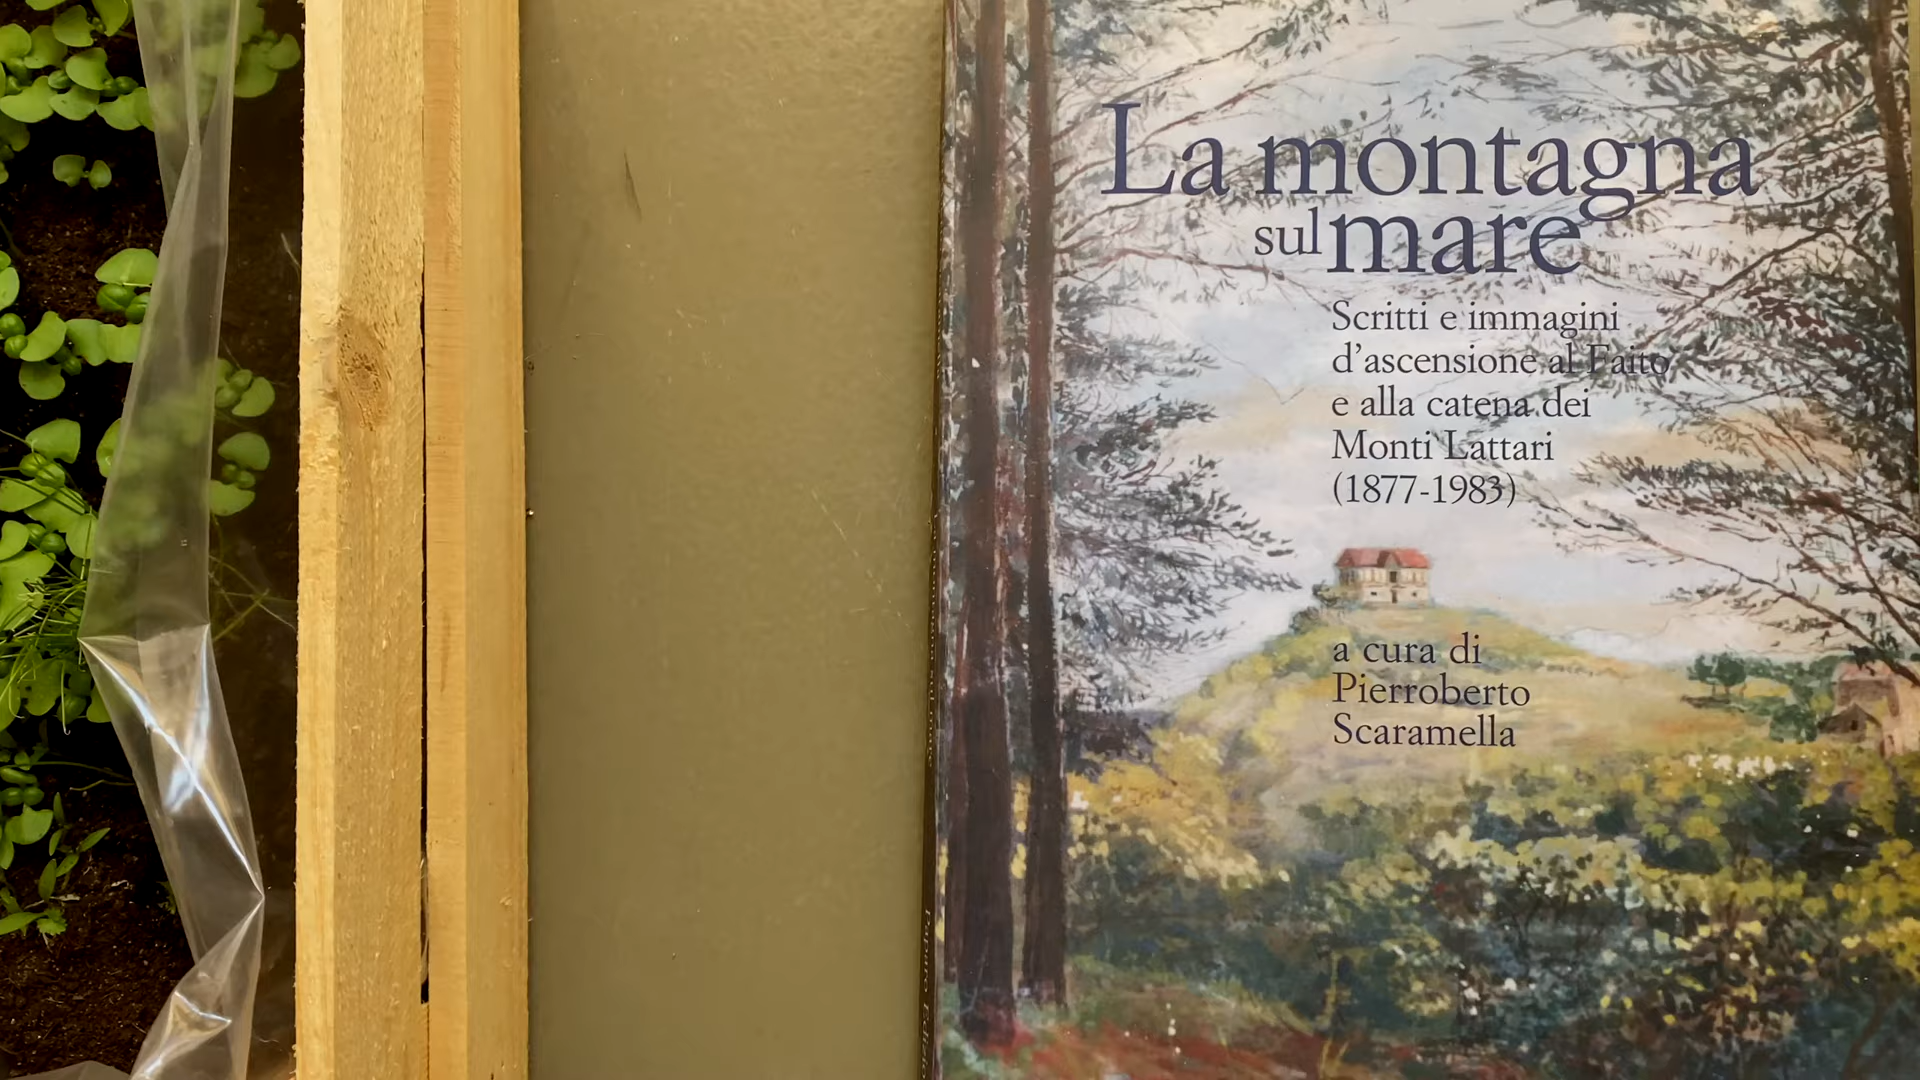 La montagna
sul mare
Scritti e immagini
d'ascensione al Faito
e alla catena dei
Monti Lattari
(1877-1983)
a cura di
Pierroberto
Scaramella